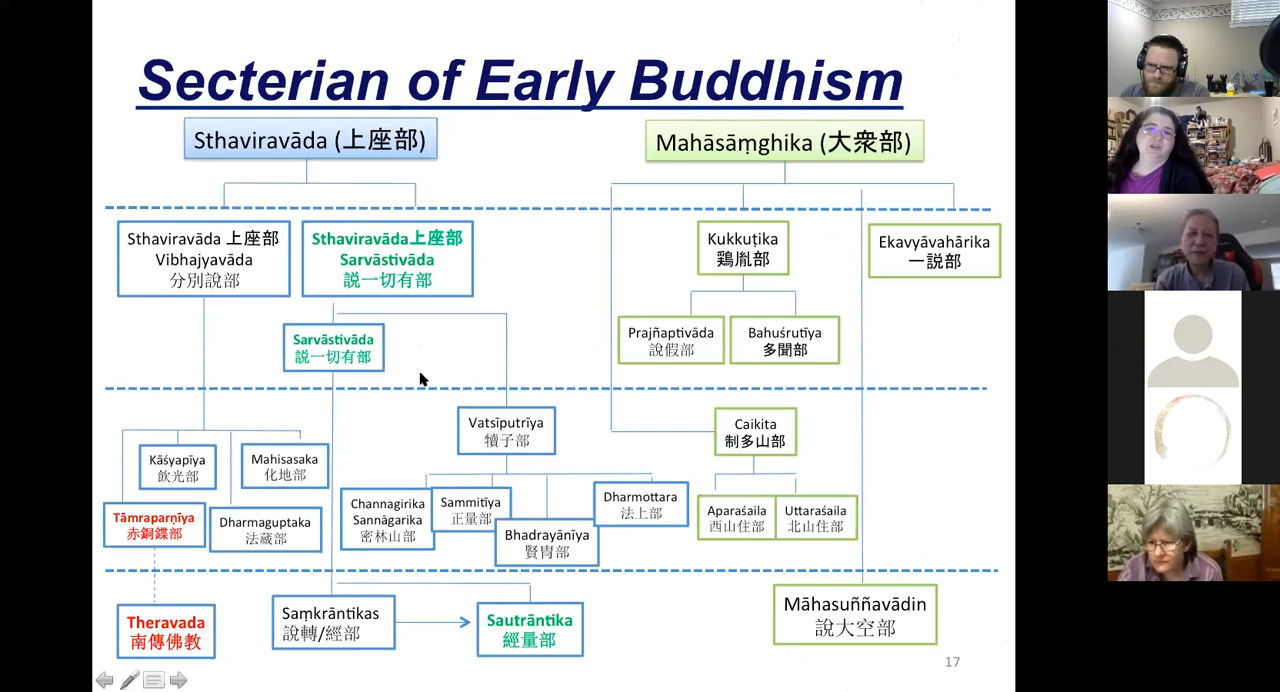 Secterian of Early Buddhism
Sthaviravāda (上座部)
Mahāsāṃghika (大衆部)
Sthaviravāda 上座部
Vibhajyavāda
分別說部
Sthaviravāda上座部
Sarvāstivāda
説一切有部
Kukkuṭika
鶏胤部
Ekavyāvahārika
一説部
Sarvāstivāda
説一切有部
Prajñaptivāda
說假部
Bahuśrutīya
多聞部
Vatsīputrīya
犢子部
Caikita
制多山部
Kāśyapīya
飲光部
Mahisasaka
化地部
Tāmraparṇīya
赤銅鍱部
Dharmaguptaka
法蔵部
Channagirika
Sannāgarika
密林山部
Sammitīya
正量部
Bhadrayānīya
賢冑部
Dharmottara
法上部
Aparaśaila
西山住部
Uttaraśaila
北山住部
Theravada
南傳佛教
Saṃkrāntikas
說轉/經部
Sautrāntika
經量部
Māhasuññavādin
說大空部
17